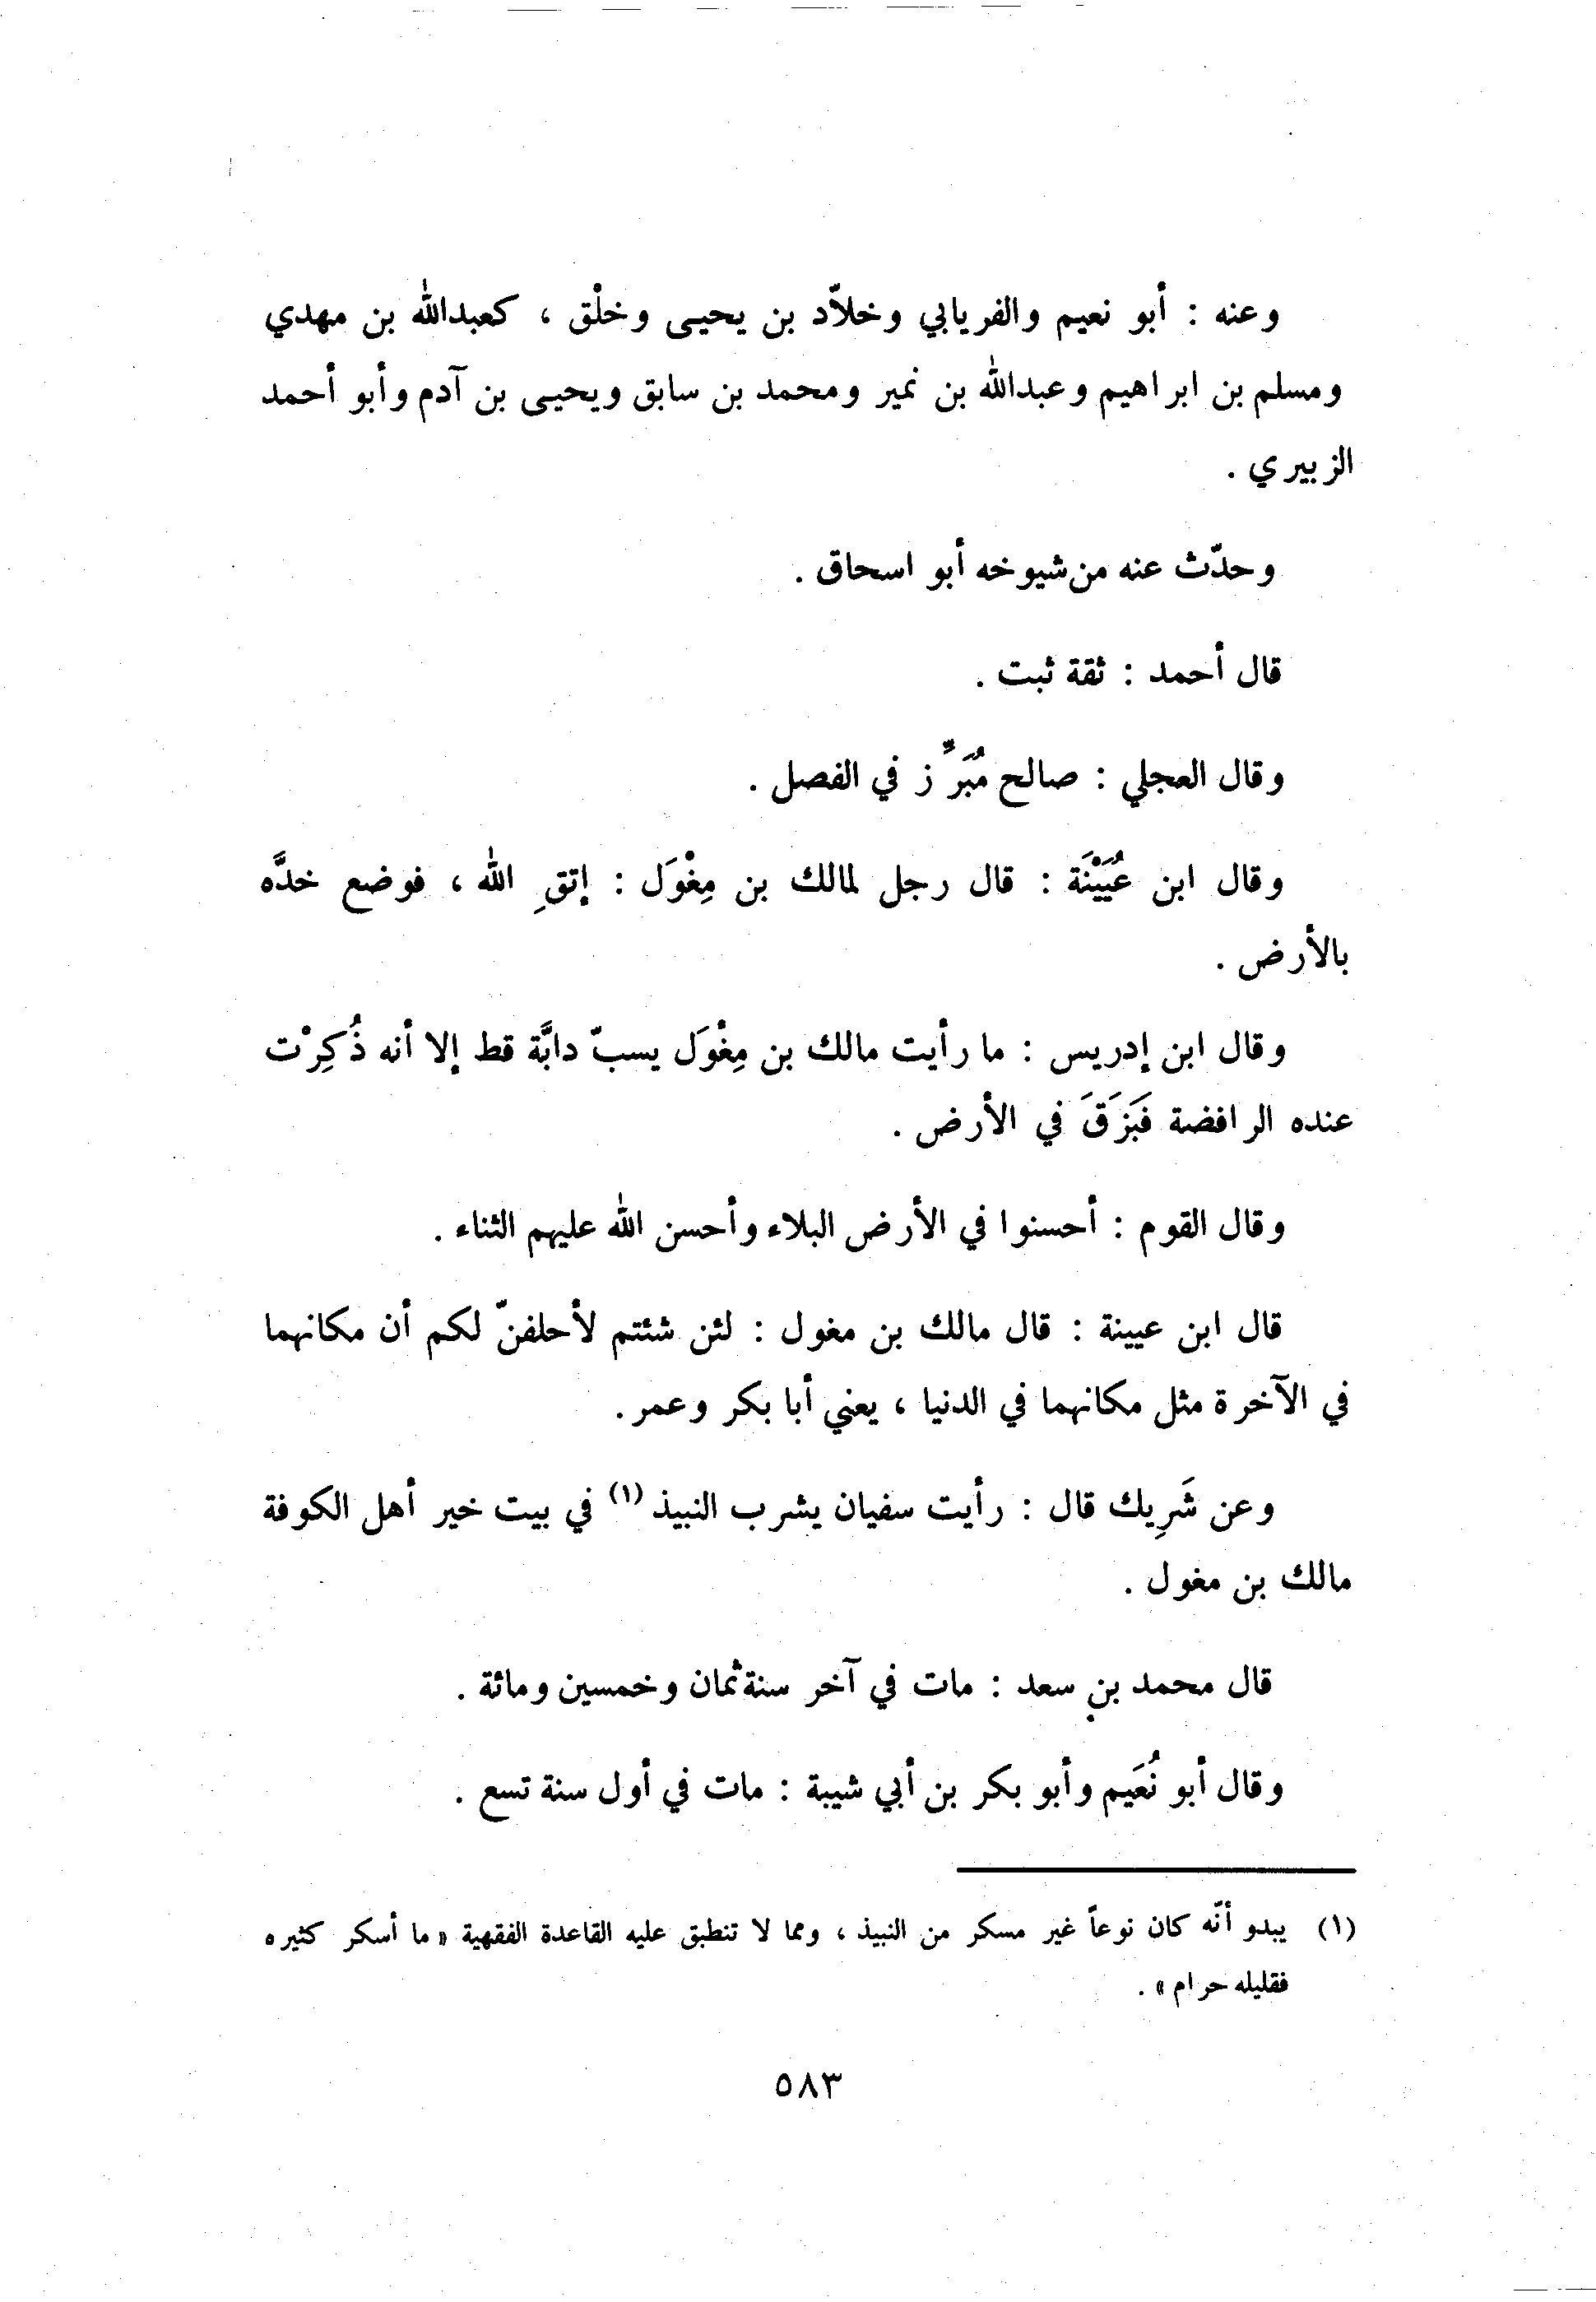 وعنه : أبو نعيم والفريابي وخلاّد بن يحيى وخلْق ، كعبدالله بن مهدي
ومسلم بن ابراهيم وعبدالله بن نمير ومحمد بن سابق ويحيى بن آدم وأبو أحمد
الزبيري .
وحدّث عنه من شيوخه أبو اسحاق .
قال أحمد : ثقة ثبت .
وقال العجلي : صالح مُبَرِّز في الفصل .
وقال ابن عُيَيْنَة : قال رجل لمالك بن مِغْوَل : إتقِ الله ، فوضع خدَّه
بالأرض .
وقال ابن إدريس : ما رأيت مالك بن مِغْوَل يسبّ دابَّة قط إلا أنه ذُكِرْت
عنده الرافضة فَبَزَقَ في الأرض .
وقال القوم : أحسنوا في الأرض البلاء وأحسن الله عليهم الثناء .
قال ابن عيينة : قال مالك بن مغول : لئن شئتم لأحلفنّ لكم أن مكانهما
في الآخرة مثل مكانهما في الدنيا ، يعني أبا بكر وعمر .
وعن شَرِيك قال : رأيت سفيان يشرب النبيذ (١) في بيت خير أهل الكوفة
مالك بن مغول .
قال محمد بن سعد : مات في آخر سنة ثمان وخمسين ومائة .
وقال أبو نُعَيم وأبو بكر بن أبي شيبة : مات في أول سنة تسع .
(١) يبدو أنّه كان نوعاً غير مسكر من النبيذ ، ومما لا تنطبق عليه القاعدة الفقهية « ما أسكر كثيره
فقليله حرام » .
٥٨٣